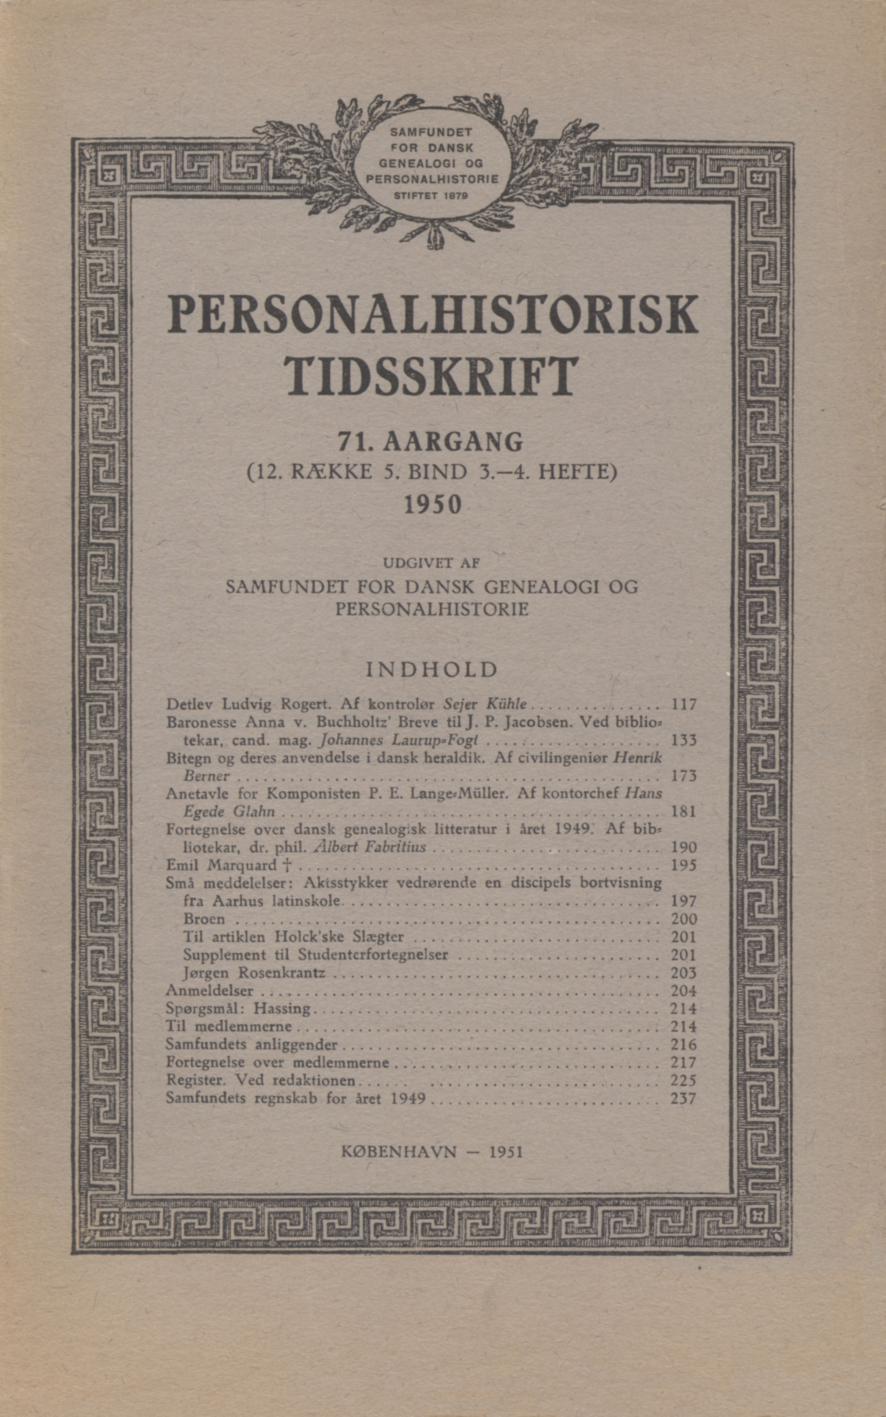 SAMFUNDET
FOR DANSK
GENEALOGI OG
PERSONALHISTORIE
STIFTET 1879
PERSONALHISTORISK
TIDSSKRIFT
71. AARGANG
(12. RÆKKE 5. BIND 3.—4. HEFTE)
1950
UDGIVET AF
SAMFUNDET FOR DANSK GENEALOGI OG
PERSONALHISTORIE
INDHOLD
Detlev Ludvig Rogert. Af kontrolør Sejer Kühle ............... 117
Baronesse Anna v. Buchholtz' Breve til J. P. Jacobsen. Ved biblio=
tekar, cand. mag. Johannes Laurup=Fogt .................... 133
Bitegn og deres anvendelse i dansk heraldik. Af civilingeniør Henrik
Berner ................................................ 173
Anetavle for Komponisten P. E. Lange=Müller. Af kontorchef Hans
Egede Glahn ........................................... 181
Fortegnelse over dansk genealogisk litteratur i året 1949. Af bib=
liotekar, dr. phil. Albert Fabritius .......................... 190
Emil Marquard † ......................................... 195
Små meddelelser: Aktsstykker vedrørende en discipels bortvisning
fra Aarhus latinskole .................................... 197
Broen ................................................ 200
Til artiklen Holck'ske Slægter ............................ 201
Supplement til Studenterfortegnelser ....................... 201
Jørgen Rosenkrantz ..................................... 203
Anmeldelser ............................................. 204
Spørgsmål: Hassing ....................................... 214
Til medlemmerne ......................................... 214
Samfundets anliggender .................................... 216
Fortegnelse over medlemmerne .............................. 217
Register. Ved redaktionen .................................. 225
Samfundets regnskab for året 1949 .......................... 237
KØBENHAVN — 1951